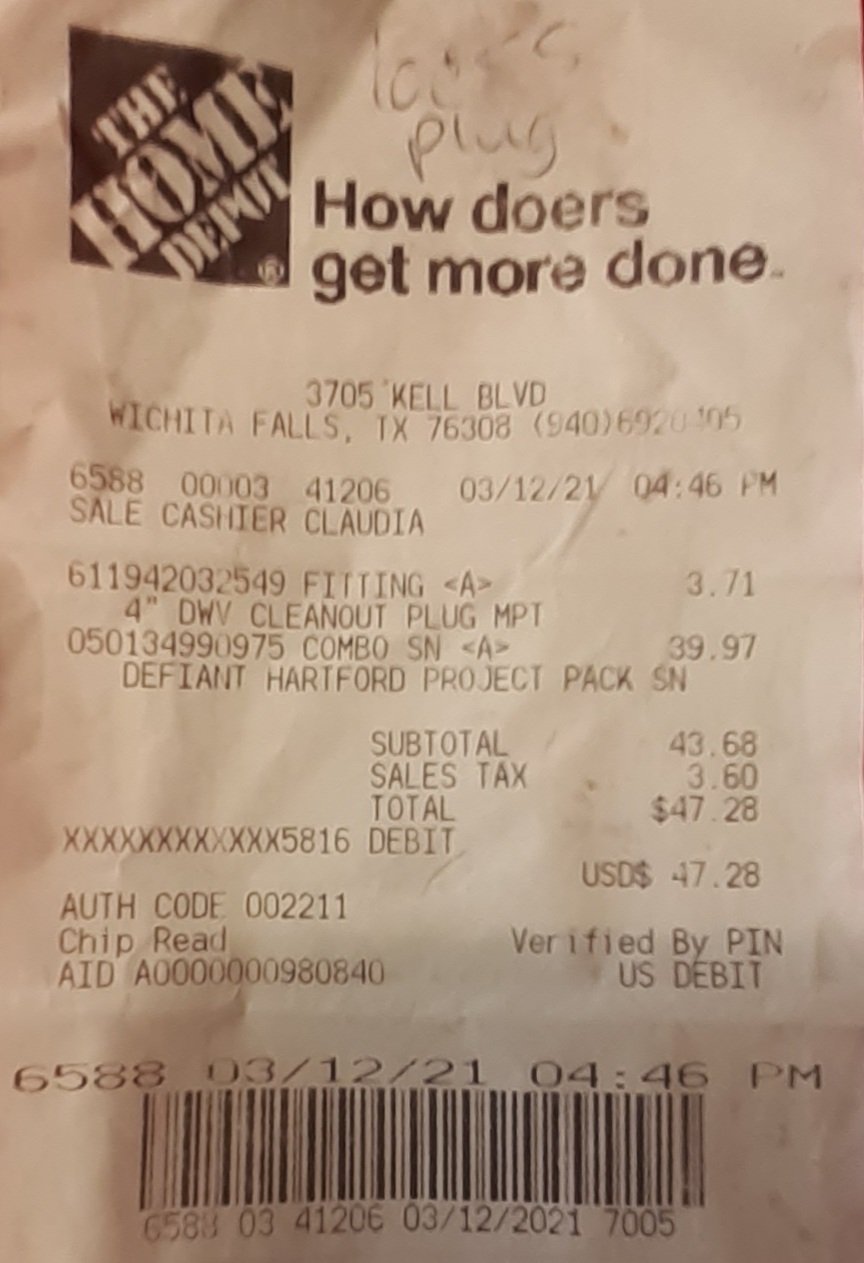 locks
plug
THE
HOME
DEPOT
®
How doers
get more done.™
3705 KELL BLVD
WICHITA FALLS, TX 76308
6588 00003 41206 03/12/21 04:46 PM
SALE CASHIER CLAUDIA
611942032549 FITTING <A> 3.71
4" DWV CLEANOUT PLUG MPT
050134990975 COMBO SN <A> 39.97
DEFIANT HARTFORD PROJECT PACK SN
SUBTOTAL 43.68
SALES TAX 3.60
TOTAL $47.28
XXXXXXXXXXXX5816 DEBIT
USD$ 47.28
AUTH CODE 002211
Chip Read Verified By PIN
AID A0000000980840 US DEBIT
6588 03/12/21 04:46 PM
6588 03 41206 03/12/2021 7005